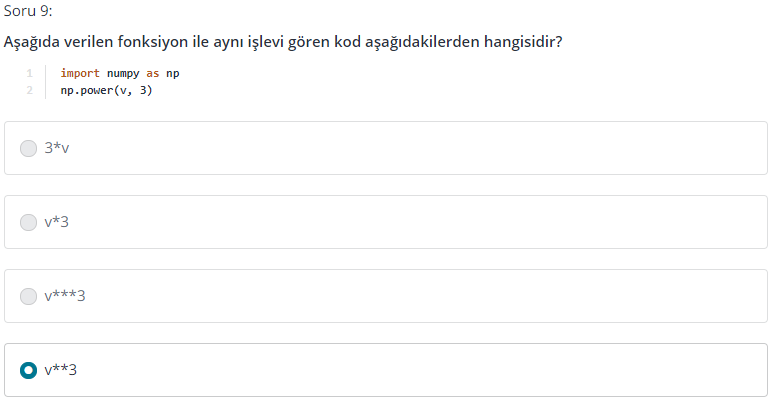 Soru 9:
Aşağıda verilen fonksiyon ile aynı işlevi gören kod aşağıdakilerden hangisidir?
1 import numpy as np
2 np.power(v, 3)
3*v
v*3
v***3
v**3